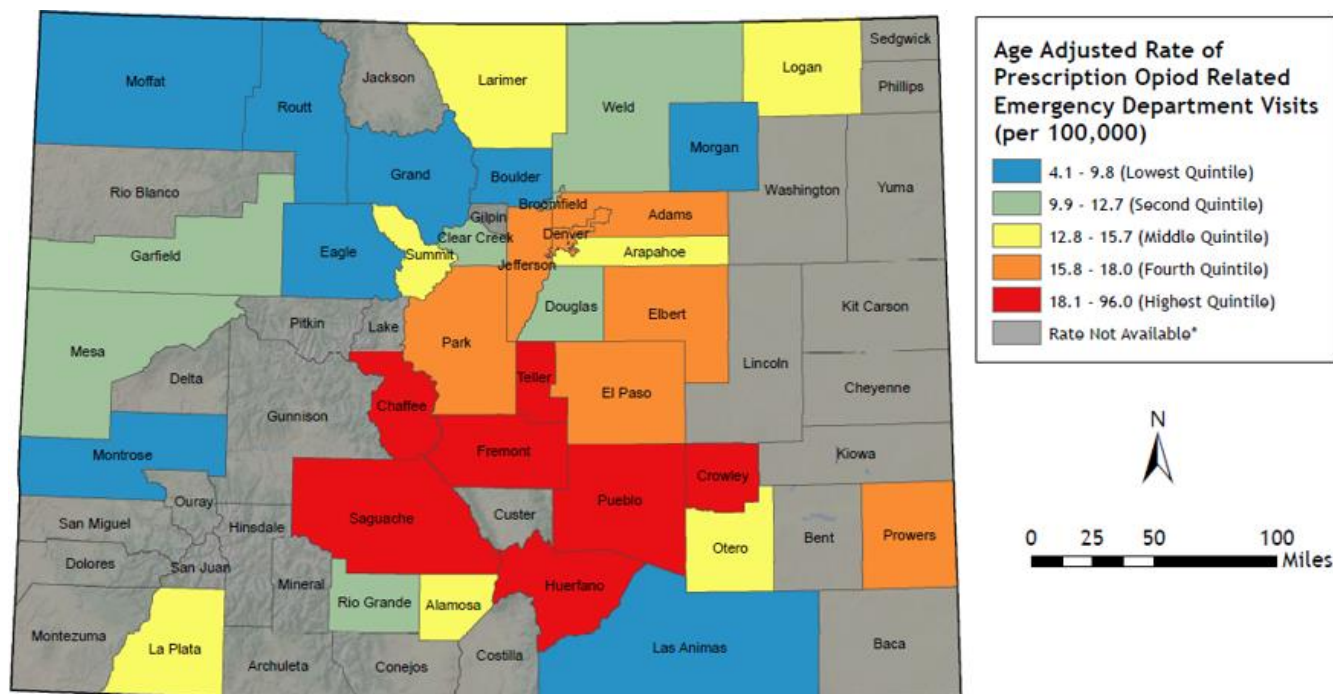 Moffat
Routt
Jackson
Larimer
Weld
Logan
Sedgwick
Phillips
Morgan
Washington
Yuma
Rio Blanco
Grand
Boulder
Broomfield
Gilpin
Adams
Denver
Clear Creek
Garfield
Eagle
Summit
Jefferson
Arapahoe
Douglas
Elbert
Kit Carson
Pitkin
Lake
Park
Lincoln
Mesa
Delta
Cheyenne
Teller
El Paso
Chaffee
Gunnison
Fremont
Kiowa
Montrose
Crowley
Pueblo
Ouray
Saguache
Custer
San Miguel
Hinsdale
Otero
Bent
Prowers
Dolores
San Juan
Mineral
Huerfano
Rio Grande
Alamosa
Montezuma
La Plata
Archuleta
Conejos
Costilla
Las Animas
Baca
Age Adjusted Rate of
Prescription Opiod Related
Emergency Department Visits
(per 100,000)
4.1 - 9.8 (Lowest Quintile)
9.9 - 12.7 (Second Quintile)
12.8 - 15.7 (Middle Quintile)
15.8 - 18.0 (Fourth Quintile)
18.1 - 96.0 (Highest Quintile)
Rate Not Available*
N
0 25 50 100
Miles